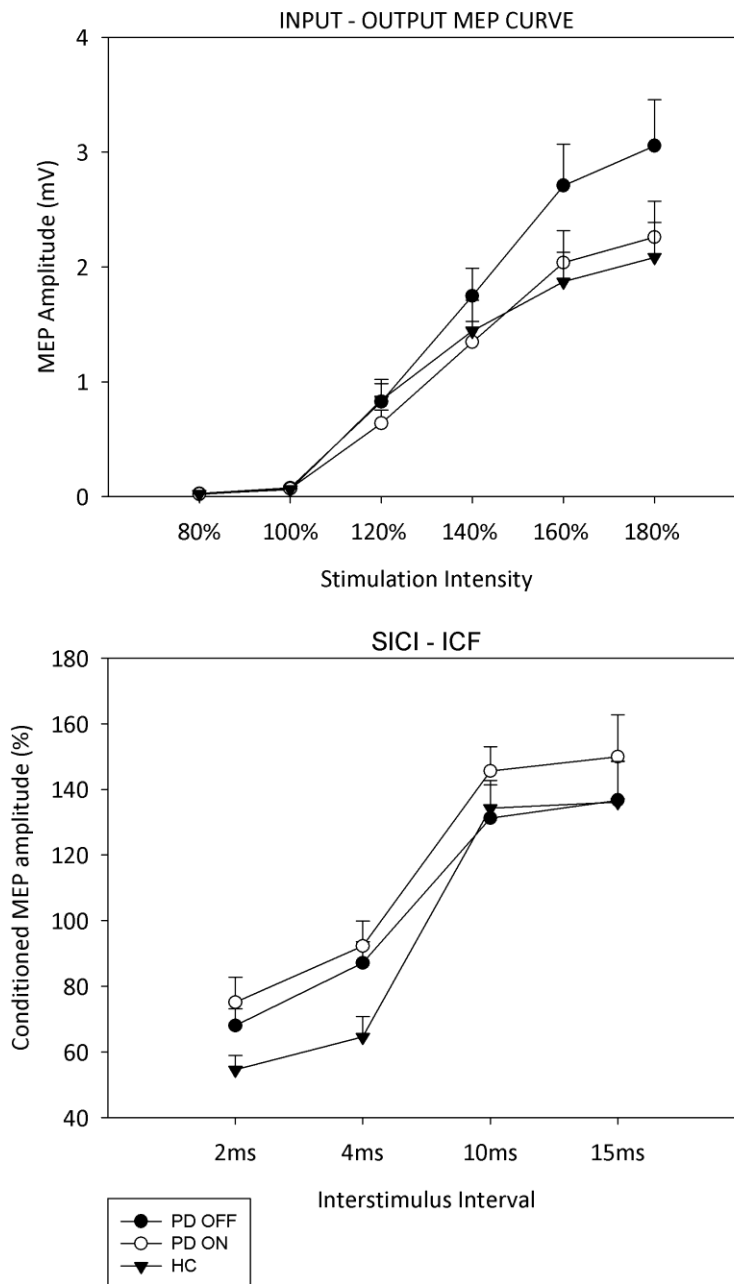 INPUT - OUTPUT MEP CURVE
4
3
2
1
0
MEP Amplitude (mV)
80% 100% 120% 140% 160% 180%
Stimulation Intensity
SICI - ICF
180
160
140
120
100
80
60
40
Conditioned MEP amplitude (%)
2ms 4ms 10ms 15ms
Interstimulus Interval
PD OFF
PD ON
HC